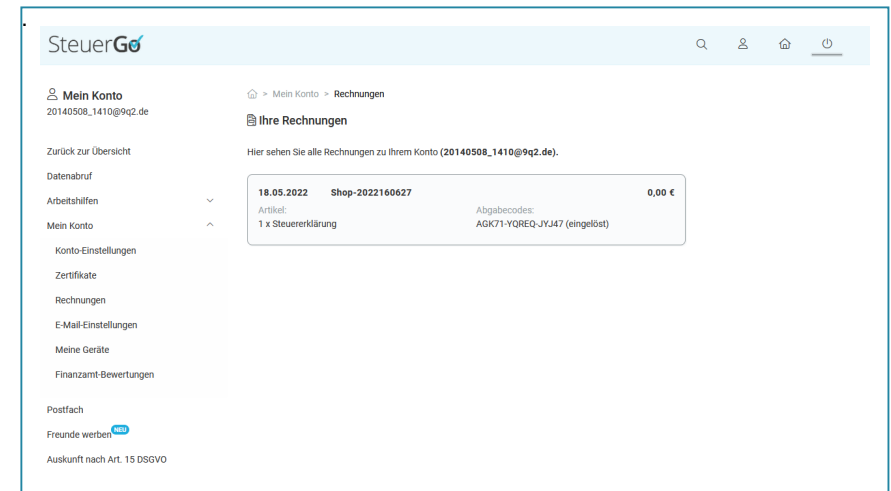 .
SteuerGo
Mein Konto
20140508_1410@9q2.de
Zurück zur Übersicht
Datenabruf
Arbeitshilfen
Mein Konto
Konto-Einstellungen
Zertifikate
Rechnungen
E-Mail-Einstellungen
Meine Geräte
Finanzamt-Bewertungen
Postfach
Freunde werben NEU
Auskunft nach Art. 15 DSGVO
> Mein Konto > Rechnungen
Ihre Rechnungen
Hier sehen Sie alle Rechnungen zu Ihrem Konto (20140508_1410@9q2.de).
18.05.2022 Shop-2022160627 0,00 €
Artikel: Abgabecodes:
1 x Steuererklärung AGK71-YQREQ-JYJ47 (eingelöst)